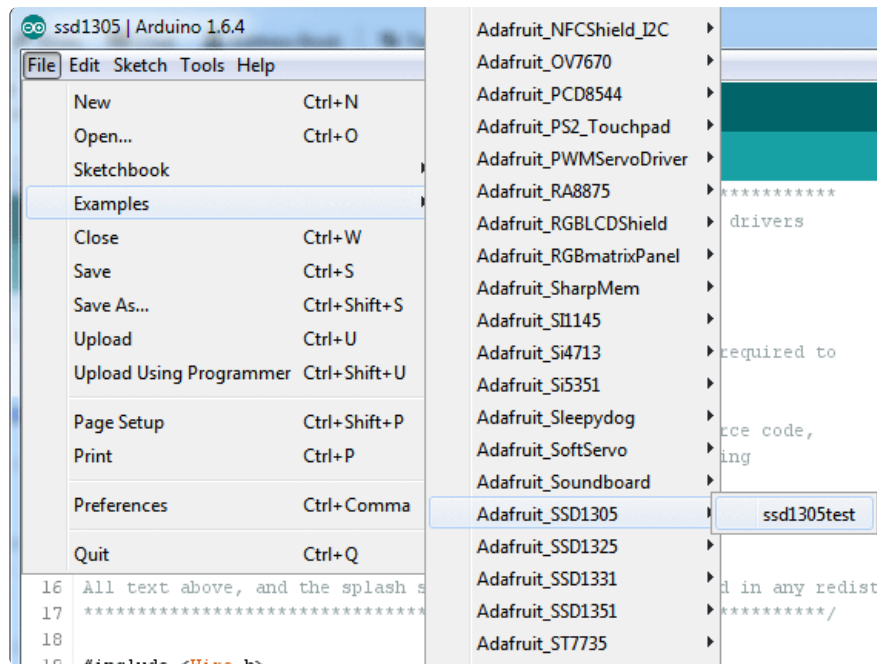 ssd1305 | Arduino 1.6.4
File Edit Sketch Tools Help
New Ctrl+N
Open... Ctrl+O
Sketchbook
Examples
Close Ctrl+W
Save Ctrl+S
Save As... Ctrl+Shift+S
Upload Ctrl+U
Upload Using Programmer Ctrl+Shift+U
Page Setup Ctrl+Shift+P
Print Ctrl+P
Preferences Ctrl+Comma
Quit Ctrl+Q
Adafruit_NFCShield_I2C
Adafruit_OV7670
Adafruit_PCD8544
Adafruit_PS2_Touchpad
Adafruit_PWMServoDriver
Adafruit_RA8875
Adafruit_RGBLCDShield
Adafruit_RGBmatrixPanel
Adafruit_SharpMem
Adafruit_SI1145
Adafruit_Si4713
Adafruit_Si5351
Adafruit_Sleepydog
Adafruit_SoftServo
Adafruit_Soundboard
Adafruit_SSD1305
Adafruit_SSD1325
Adafruit_SSD1331
Adafruit_SSD1351
Adafruit_ST7735
ssd1305test
***********
drivers
required to
rce code,
ing
16 All text above, and the splash s d in any redist
17 ********************************* *********/
18
#include <Wire.h>